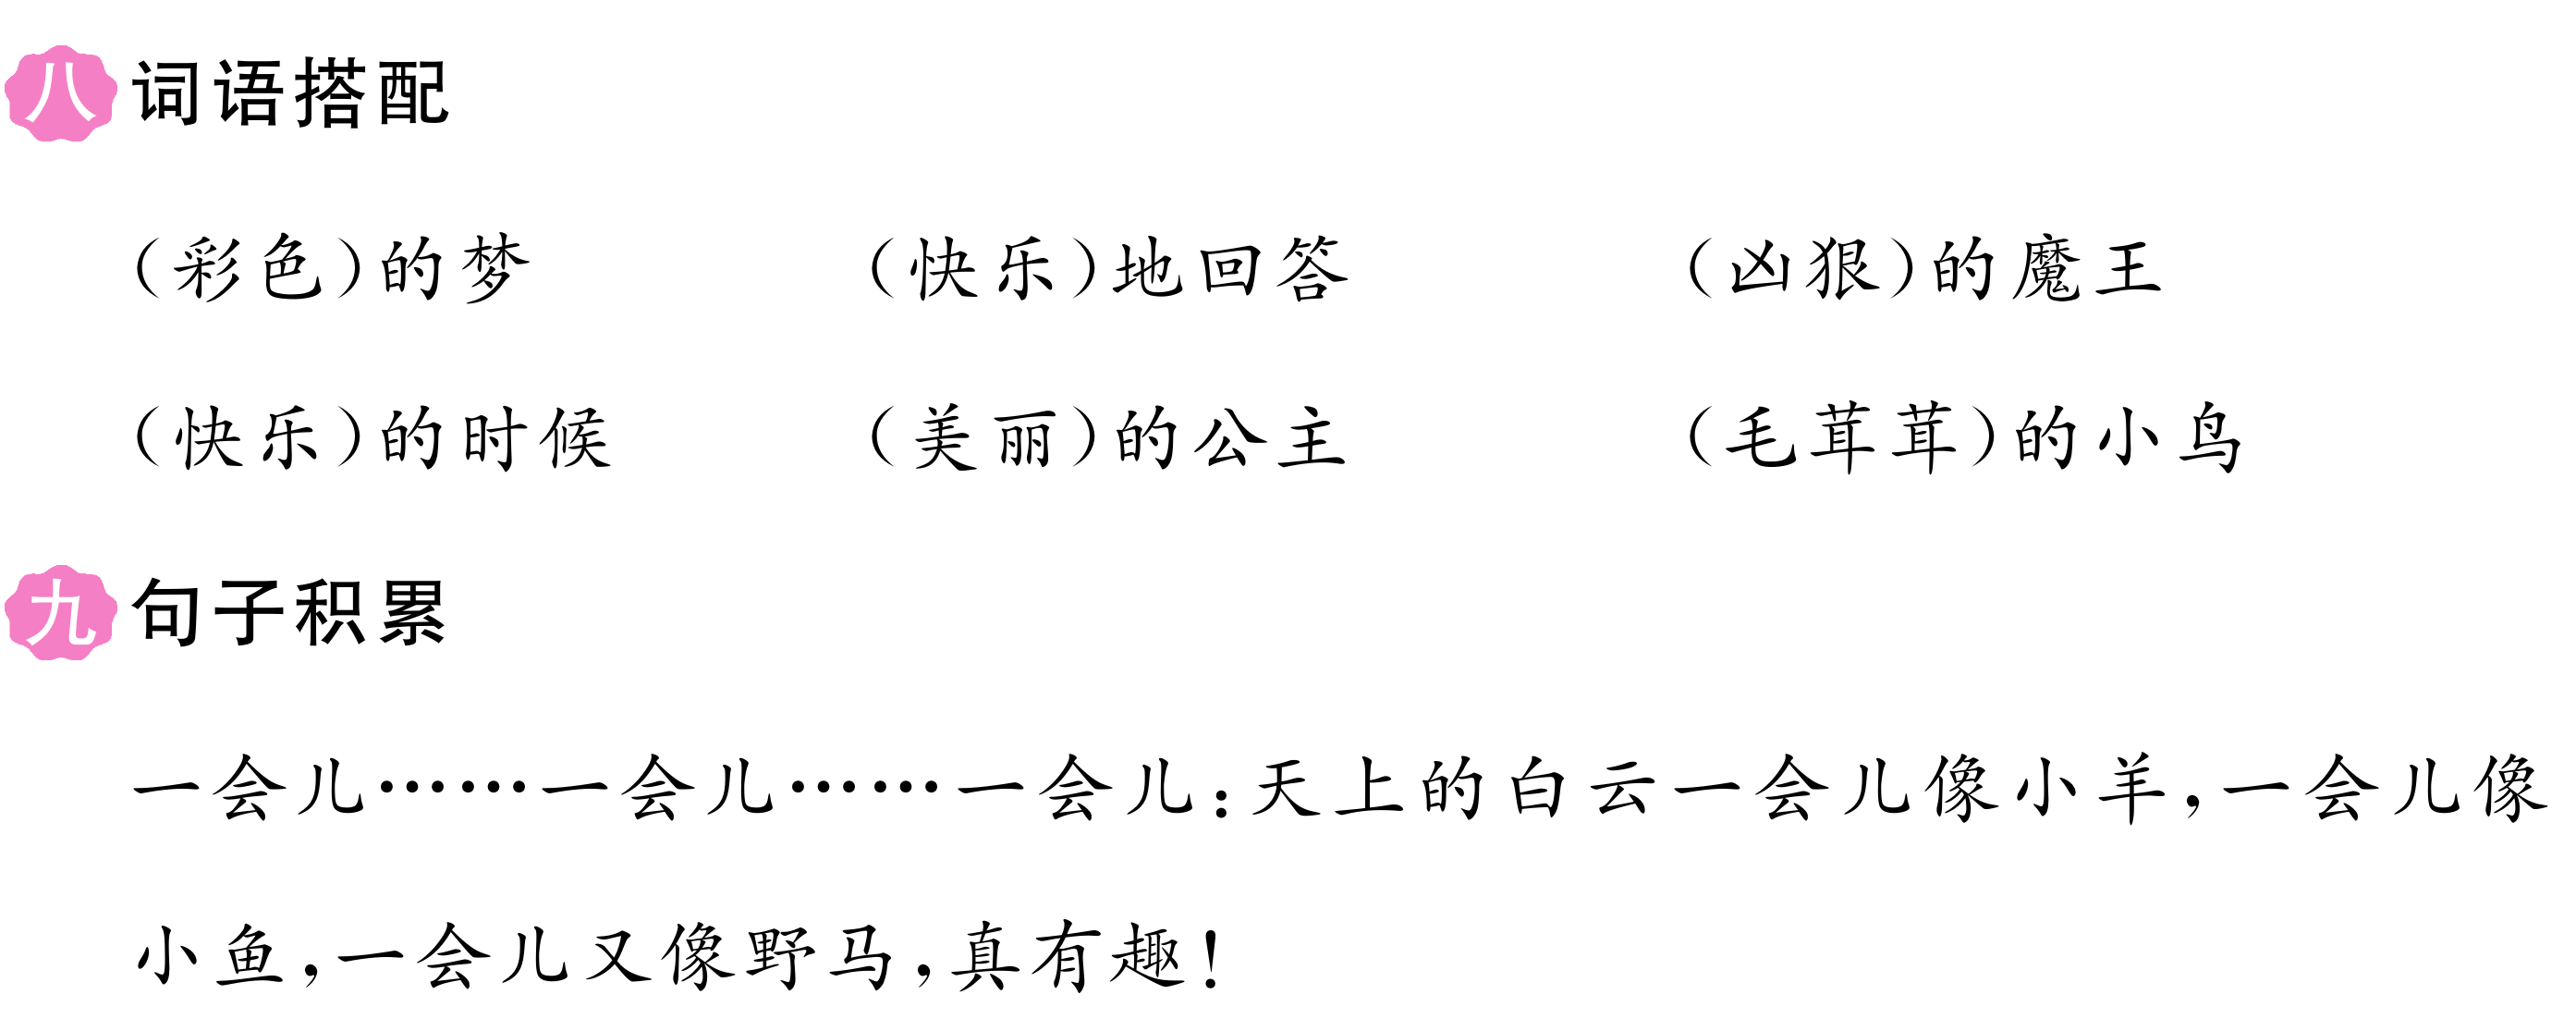 八 词语搭配
（彩色）的梦 （快乐）地回答 （凶狠）的魔王
（快乐）的时候 （美丽）的公主 （毛茸茸）的小鸟
九 句子积累
一会儿……一会儿……一会儿：天上的白云一会儿像小羊，一会儿像
小鱼，一会儿又像野马，真有趣！